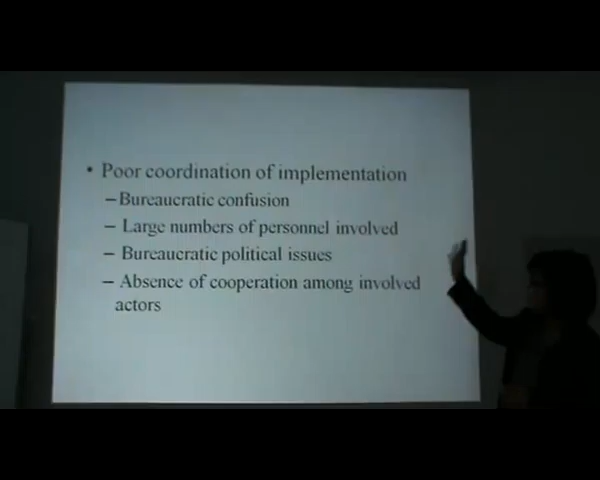 • Poor coordination of implementation
– Bureaucratic confusion
– Large numbers of personnel involved
– Bureaucratic political issues
– Absence of cooperation among involved
actors